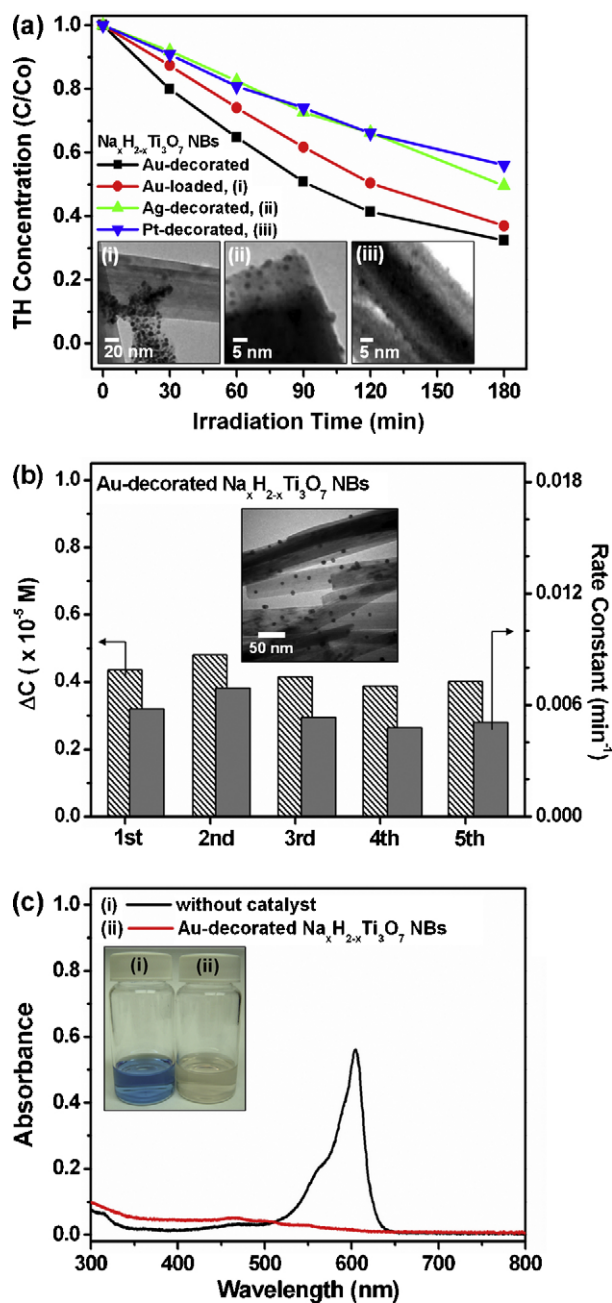 (a)
TH Concentration (C/Co)
1.0
0.8
0.6
0.4
0.2
0.0
NaxH2-xTi3O7 NBs
Au-decorated
Au-loaded, (i)
Ag-decorated, (ii)
Pt-decorated, (iii)
(i)
20 nm
(ii)
5 nm
(iii)
5 nm
0 30 60 90 120 150 180
Irradiation Time (min)
(b)
Au-decorated NaxH2-xTi3O7 NBs
ΔC ( x 10-5 M)
1.0
0.8
0.6
0.4
0.2
0.0
50 nm
0.018
0.012
0.006
0.000
Rate Constant (min-1)
1st 2nd 3rd 4th 5th
(c)
Absorbance
1.0
0.8
0.6
0.4
0.2
0.0
(i) without catalyst
(ii) Au-decorated NaxH2-xTi3O7 NBs
(i)
(ii)
300 400 500 600 700 800
Wavelength (nm)